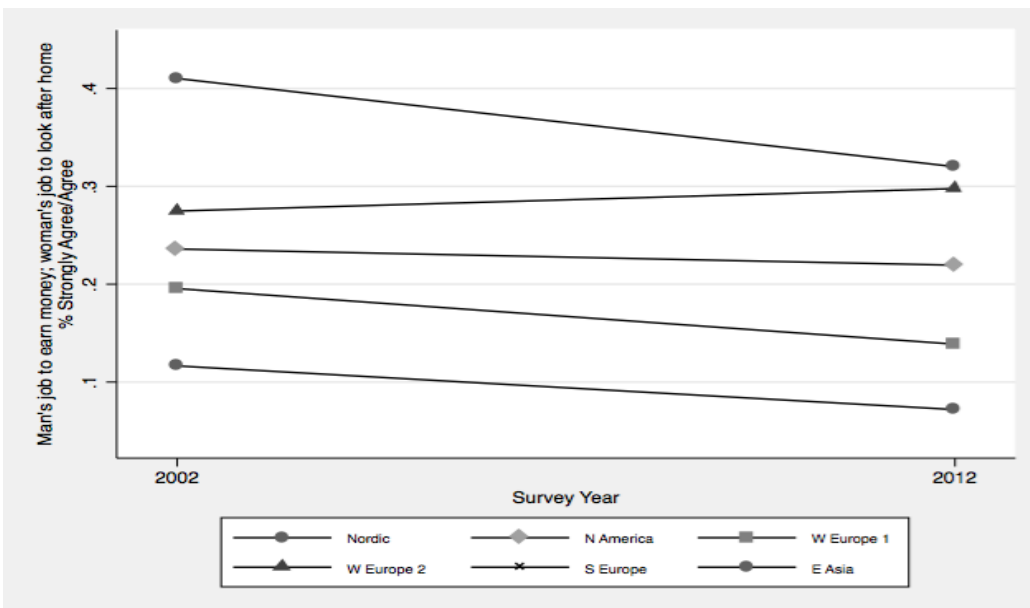 Man's job to earn money; woman's job to look after home
% Strongly Agree/Agree
.4
.3
.2
.1
2002
2012
Survey Year
Nordic
N America
W Europe 1
W Europe 2
S Europe
E Asia